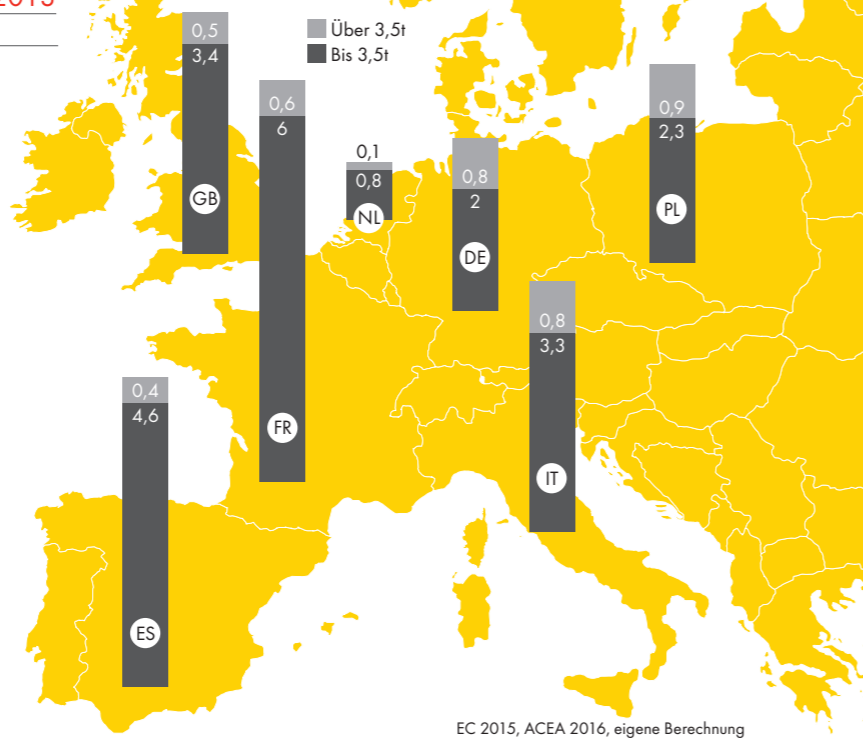 2015
Über 3,5t
Bis 3,5t
0,5
3,4
GB
0,6
6
FR
0,1
0,8
NL
0,8
2
DE
0,9
2,3
PL
0,8
3,3
IT
0,4
4,6
ES
EC 2015, ACEA 2016, eigene Berechnung